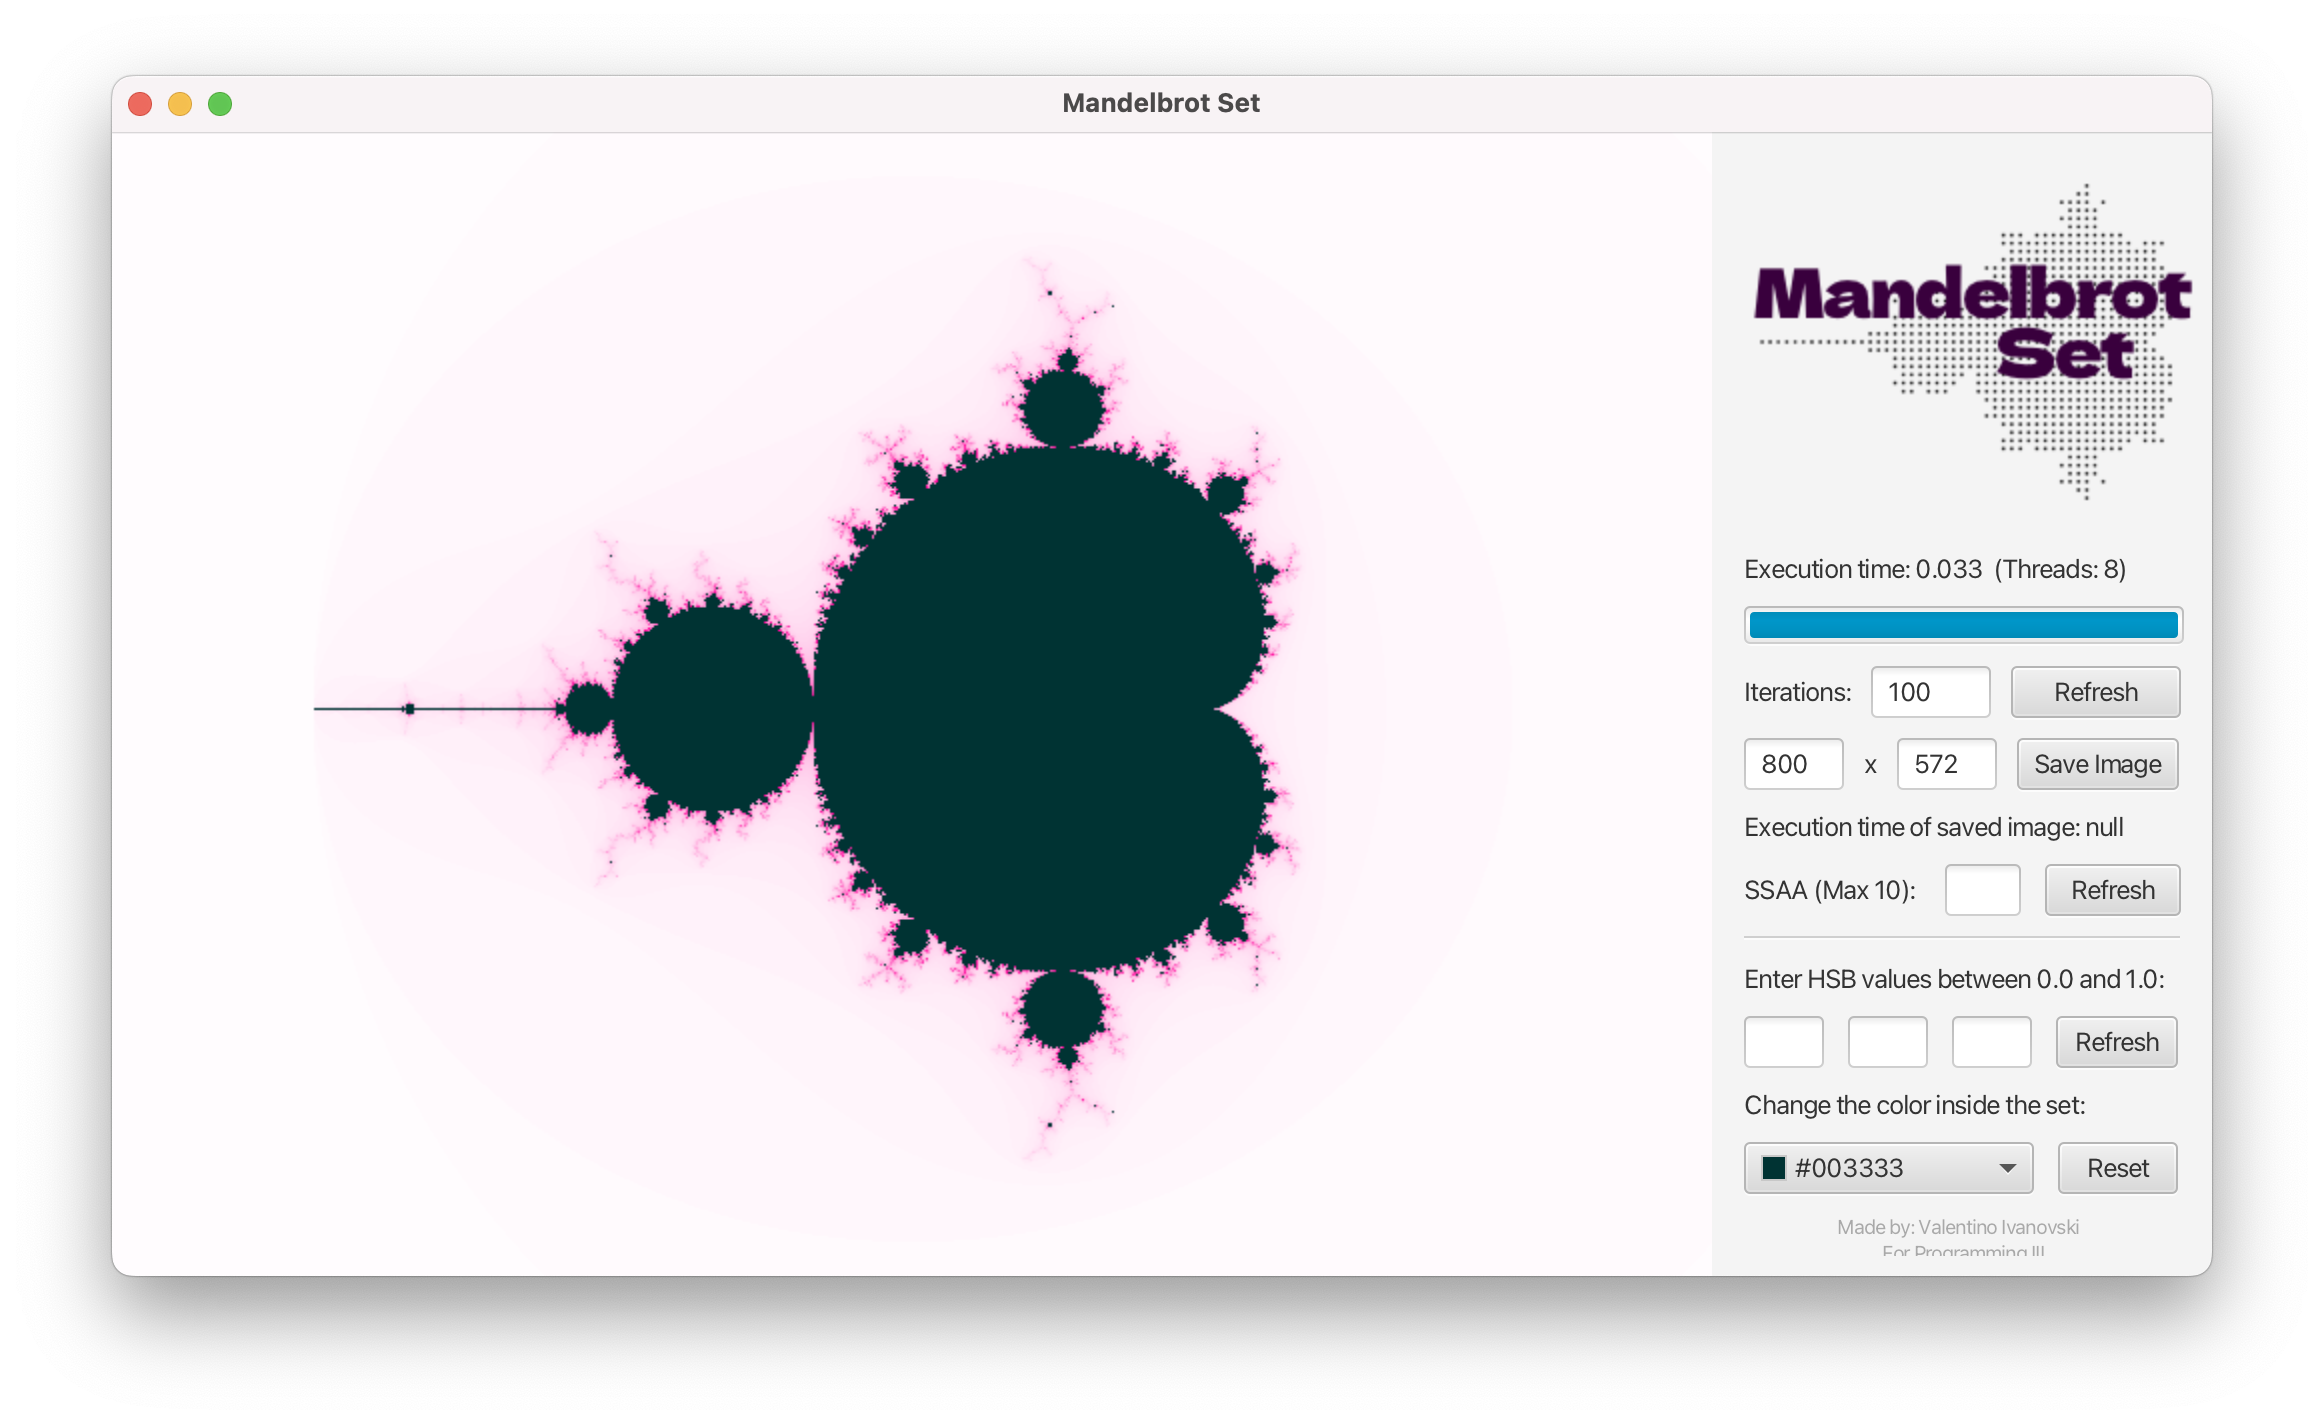 Mandelbrot Set
Mandelbrot
Set
Execution time: 0.033 (Threads: 8)
Iterations: 100 Refresh
800 x 572 Save Image
Execution time of saved image: null
SSAA (Max 10): Refresh
Enter HSB values between 0.0 and 1.0:
Refresh
Change the color inside the set:
#003333 Reset
Made by: Valentino Ivanovski
For Programming III